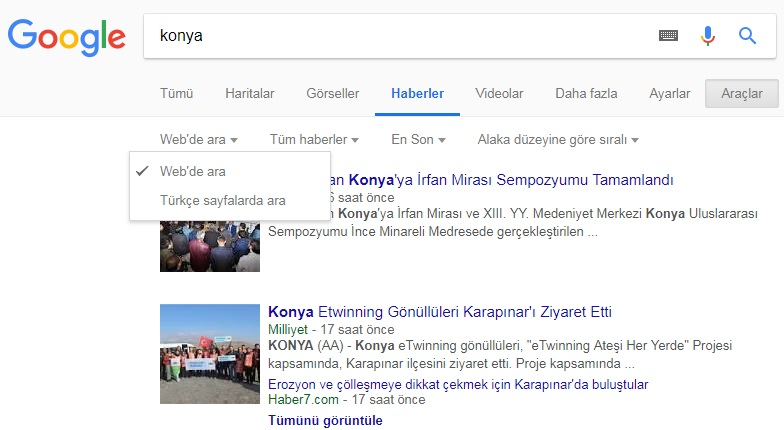 Google
konya
Tümü Haritalar Görseller Haberler Videolar Daha fazla Ayarlar Araçlar
Web'de ara Tüm haberler En Son Alaka düzeyine göre sıralı
Web'de ara
Türkçe sayfalarda ara
Konya'ya İrfan Mirası Sempozyumu Tamamlandı
saat önce
Konya'ya İrfan Mirası ve XIII. YY. Medeniyet Merkezi Konya Uluslararası
Sempozyumu İnce Minareli Medresede gerçekleştirilen ...
Konya Etwinning Gönüllüleri Karapınar'ı Ziyaret Etti
Milliyet - 17 saat önce
KONYA (AA) - Konya eTwinning gönüllüleri, "eTwinning Ateşi Her Yerde" Projesi
kapsamında, Karapınar ilçesini ziyaret etti. Proje kapsamında ...
Erozyon ve çölleşmeye dikkat çekmek için Karapınar'da buluştular
Haber7.com - 17 saat önce
Tümünü görüntüle